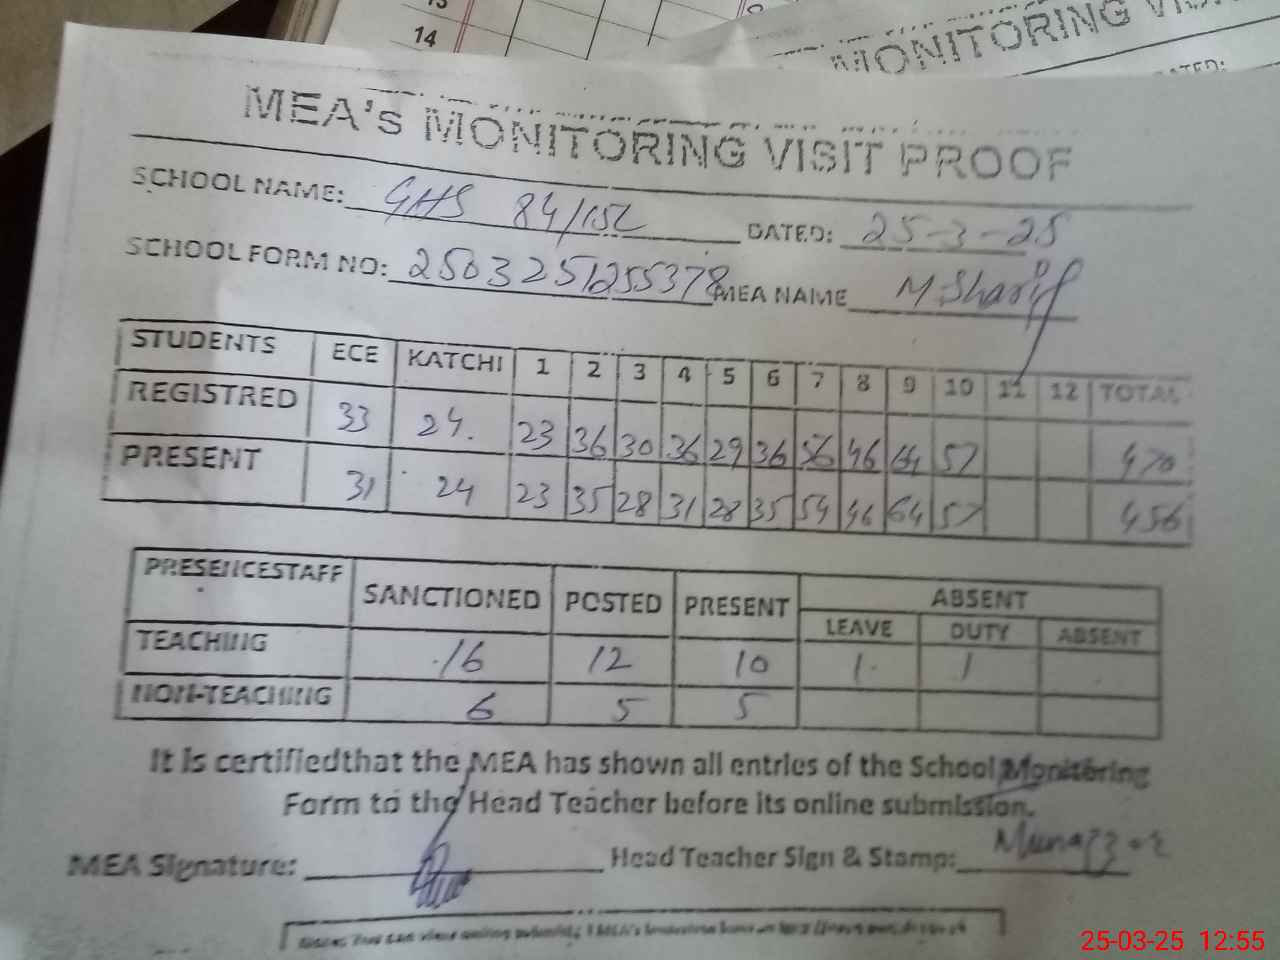 13
14
MONITORING
DATED:
MEA's MONITORING VISIT PROOF
SCHOOL NAME: GHS 84/15L DATED: 25-3-25
SCHOOL FORM NO: 2503251255378 MEA NAME M. Sharif
STUDENTS ECE KATCHI 1 2 3 4 5 6 7 8 9 10 11 12 TOTAL
REGISTRED 33 24 23 36 30 36 29 36 56 46 64 57 470
PRESENT 31 24 23 35 28 31 28 35 54 46 64 57 456
PRESENCESTAFF SANCTIONED POSTED PRESENT ABSENT
LEAVE DUTY ABSENT
TEACHING 16 12 10 1 1
NON-TEACHING 6 5 5
It is certifiedthat the MEA has shown all entries of the School Monitoring
Form to the Head Teacher before its online submission.
MEA Signature: Head Teacher Sign & Stamp:
25-03-25 12:55